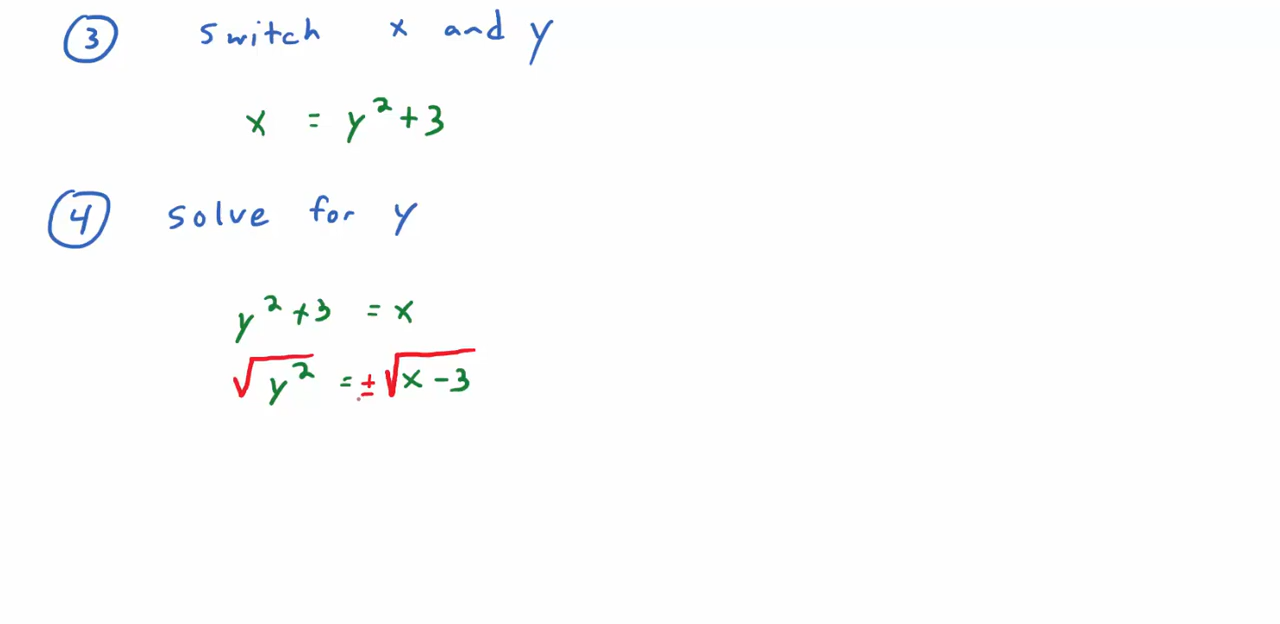 ③ switch x and y
x = y² + 3
④ solve for y
y² + 3 = x
√y² = ±√x - 3